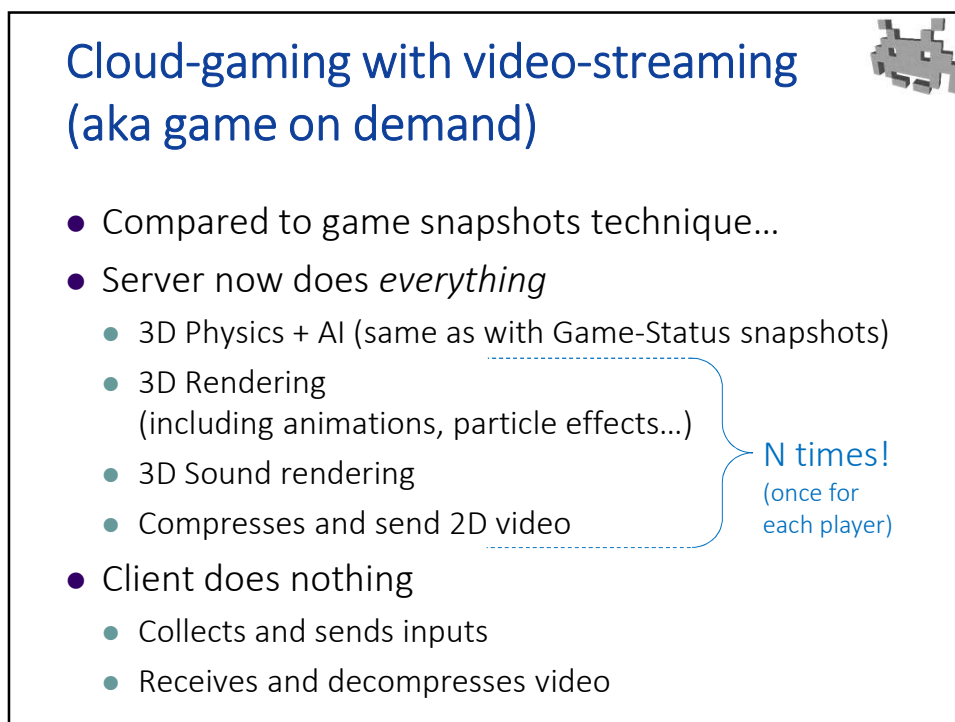 Cloud-gaming with video-streaming
(aka game on demand)
Compared to game snapshots technique…
Server now does everything
3D Physics + AI (same as with Game-Status snapshots)
3D Rendering
(including animations, particle effects…)
3D Sound rendering
Compresses and send 2D video
N times!
(once for
each player)
Client does nothing
Collects and sends inputs
Receives and decompresses video